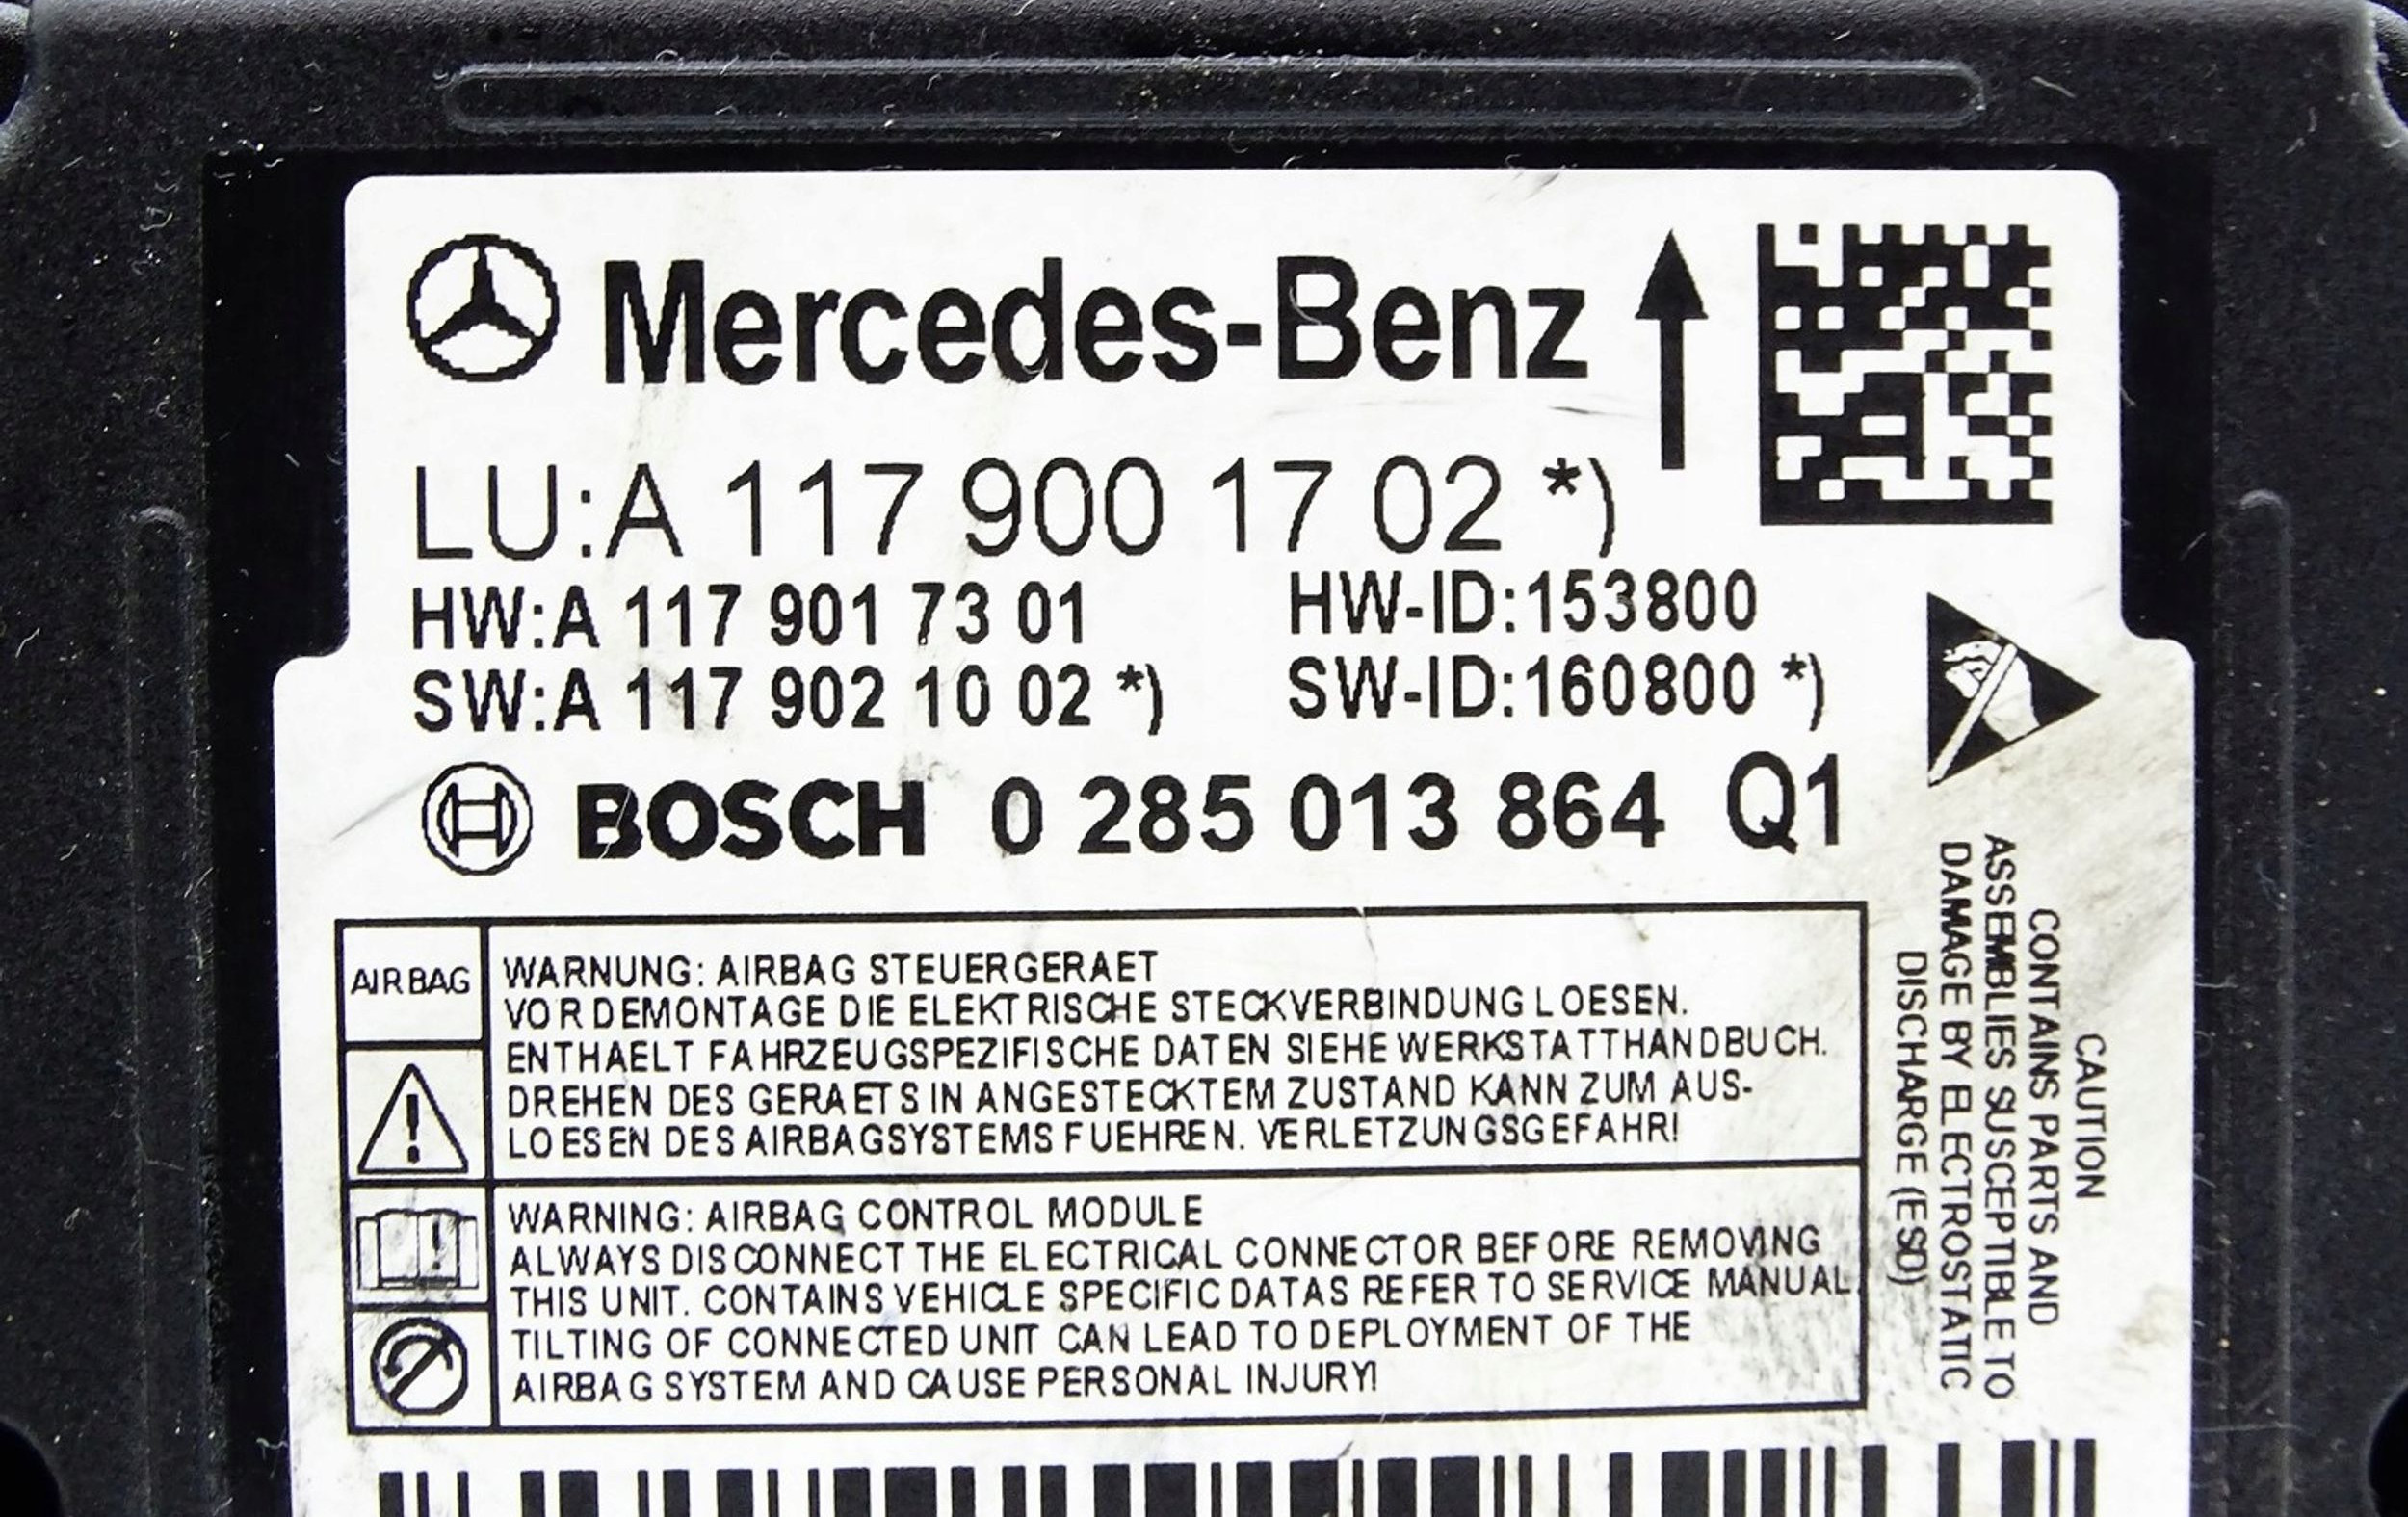 Mercedes-Benz
LU:A 117 900 17 02 *)
HW:A 117 901 73 01 HW-ID:153800
SW:A 117 902 10 02 *) SW-ID:160800 *)
BOSCH 0 285 013 864 Q1
AIRBAG
WARNUNG: AIRBAG STEUERGERAET
VOR DEMONTAGE DIE ELEKTRISCHE STECKVERBINDUNG LOESEN.
ENTHAELT FAHRZEUGSPEZIFISCHE DATEN SIEHE WERKSTATTHANDBUCH.
DREHEN DES GERAETS IN ANGESTECKTEM ZUSTAND KANN ZUM AUS-
LOESEN DES AIRBAGSYSTEMS FUEHREN. VERLETZUNGSGEFAHR!
WARNING: AIRBAG CONTROL MODULE
ALWAYS DISCONNECT THE ELECTRICAL CONNECTOR BEFORE REMOVING
THIS UNIT. CONTAINS VEHICLE SPECIFIC DATAS REFER TO SERVICE MANUAL.
TILTING OF CONNECTED UNIT CAN LEAD TO DEPLOYMENT OF THE
AIRBAG SYSTEM AND CAUSE PERSONAL INJURY!
CAUTION
CONTAINS PARTS AND
ASSEMBLIES SUSCEPTIBLE TO
DAMAGE BY ELECTROSTATIC
DISCHARGE (ESD)